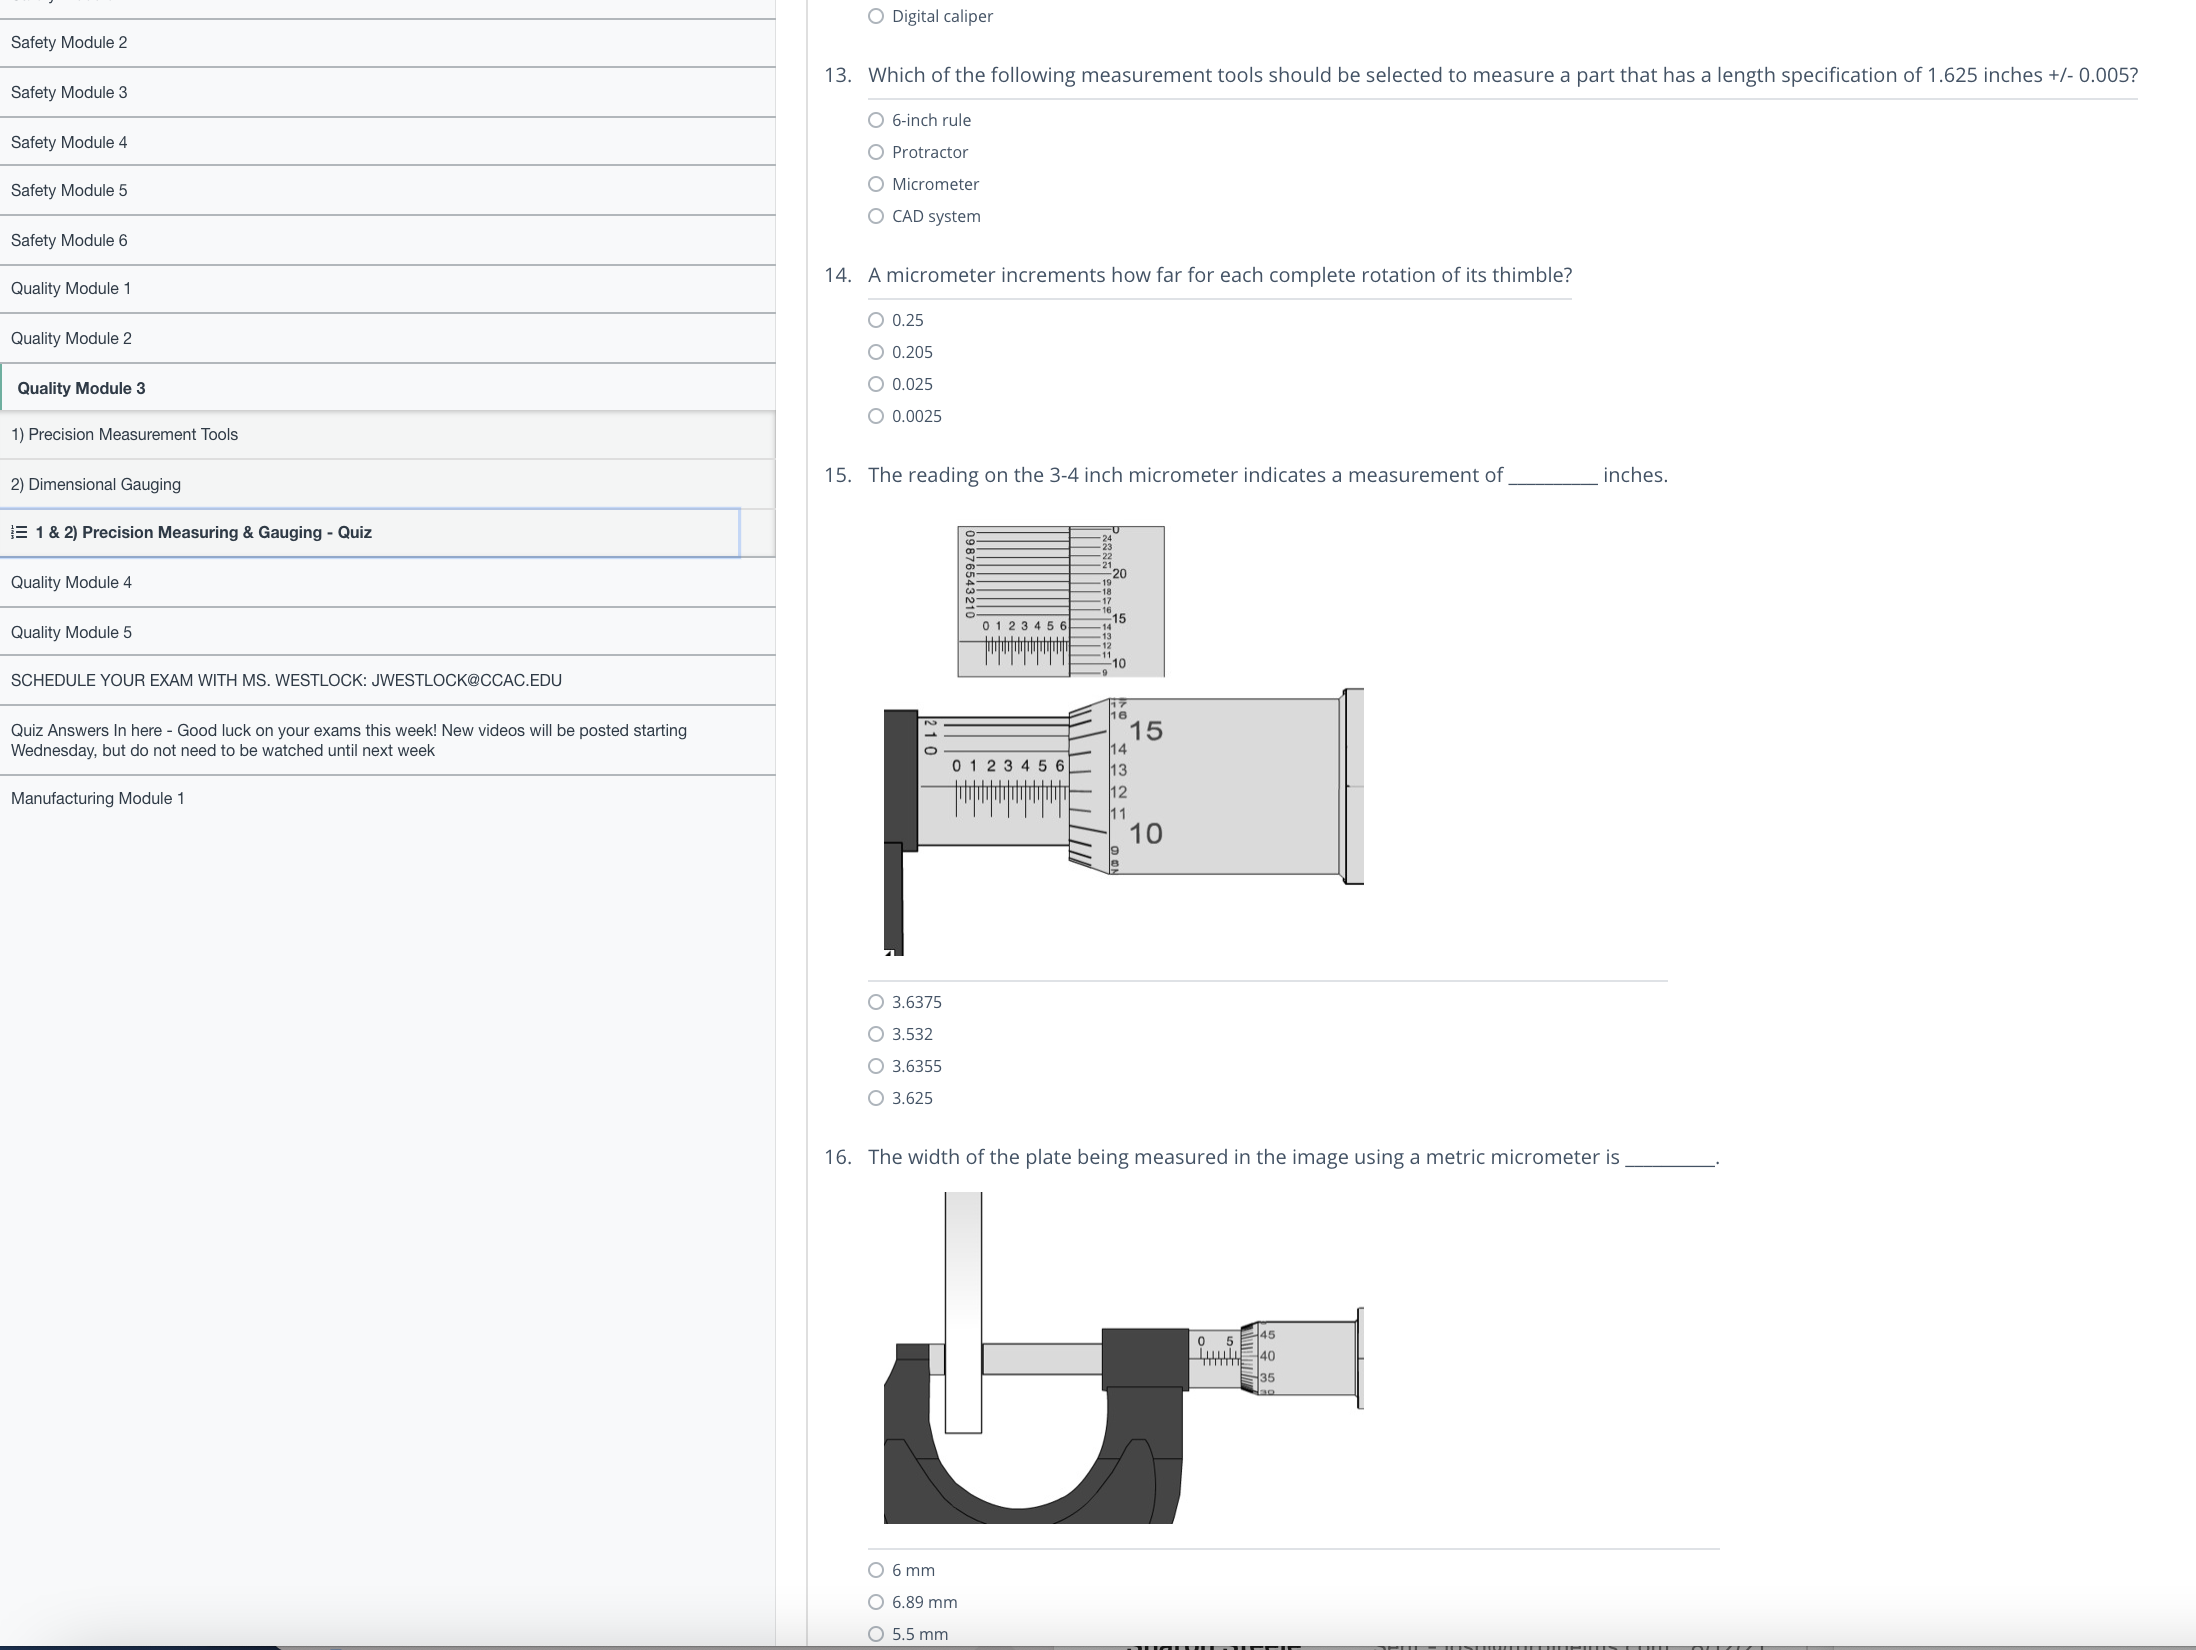 Safety Module 2
Safety Module 3
Safety Module 4
Safety Module 5
Safety Module 6
Quality Module 1
Quality Module 2
Quality Module 3
1) Precision Measurement Tools
2) Dimensional Gauging
1 & 2) Precision Measuring & Gauging - Quiz
Quality Module 4
Quality Module 5
SCHEDULE YOUR EXAM WITH MS. WESTLOCK: JWESTLOCK@CCAC.EDU
Quiz Answers In here - Good luck on your exams this week! New videos will be posted starting
Wednesday, but do not need to be watched until next week
Manufacturing Module 1
Digital caliper
13. Which of the following measurement tools should be selected to measure a part that has a length specification of 1.625 inches +/- 0.005?
6-inch rule
Protractor
Micrometer
CAD system
14. A micrometer increments how far for each complete rotation of its thimble?
0.25
0.205
0.025
0.0025
15. The reading on the 3-4 inch micrometer indicates a measurement of __________ inches.
0 9 8 7 6 5 4 3 2 1 0
0
24
23
22
21
20
19
18
17
16
15
14
13
12
11
10
9
0 1 2 3 4 5 6
2 1 0
17
16
15
14
13
12
11
10
9
8
7
0 1 2 3 4 5 6
3.6375
3.532
3.6355
3.625
16. The width of the plate being measured in the image using a metric micrometer is __________.
0 5
45
40
35
30
6 mm
6.89 mm
5.5 mm